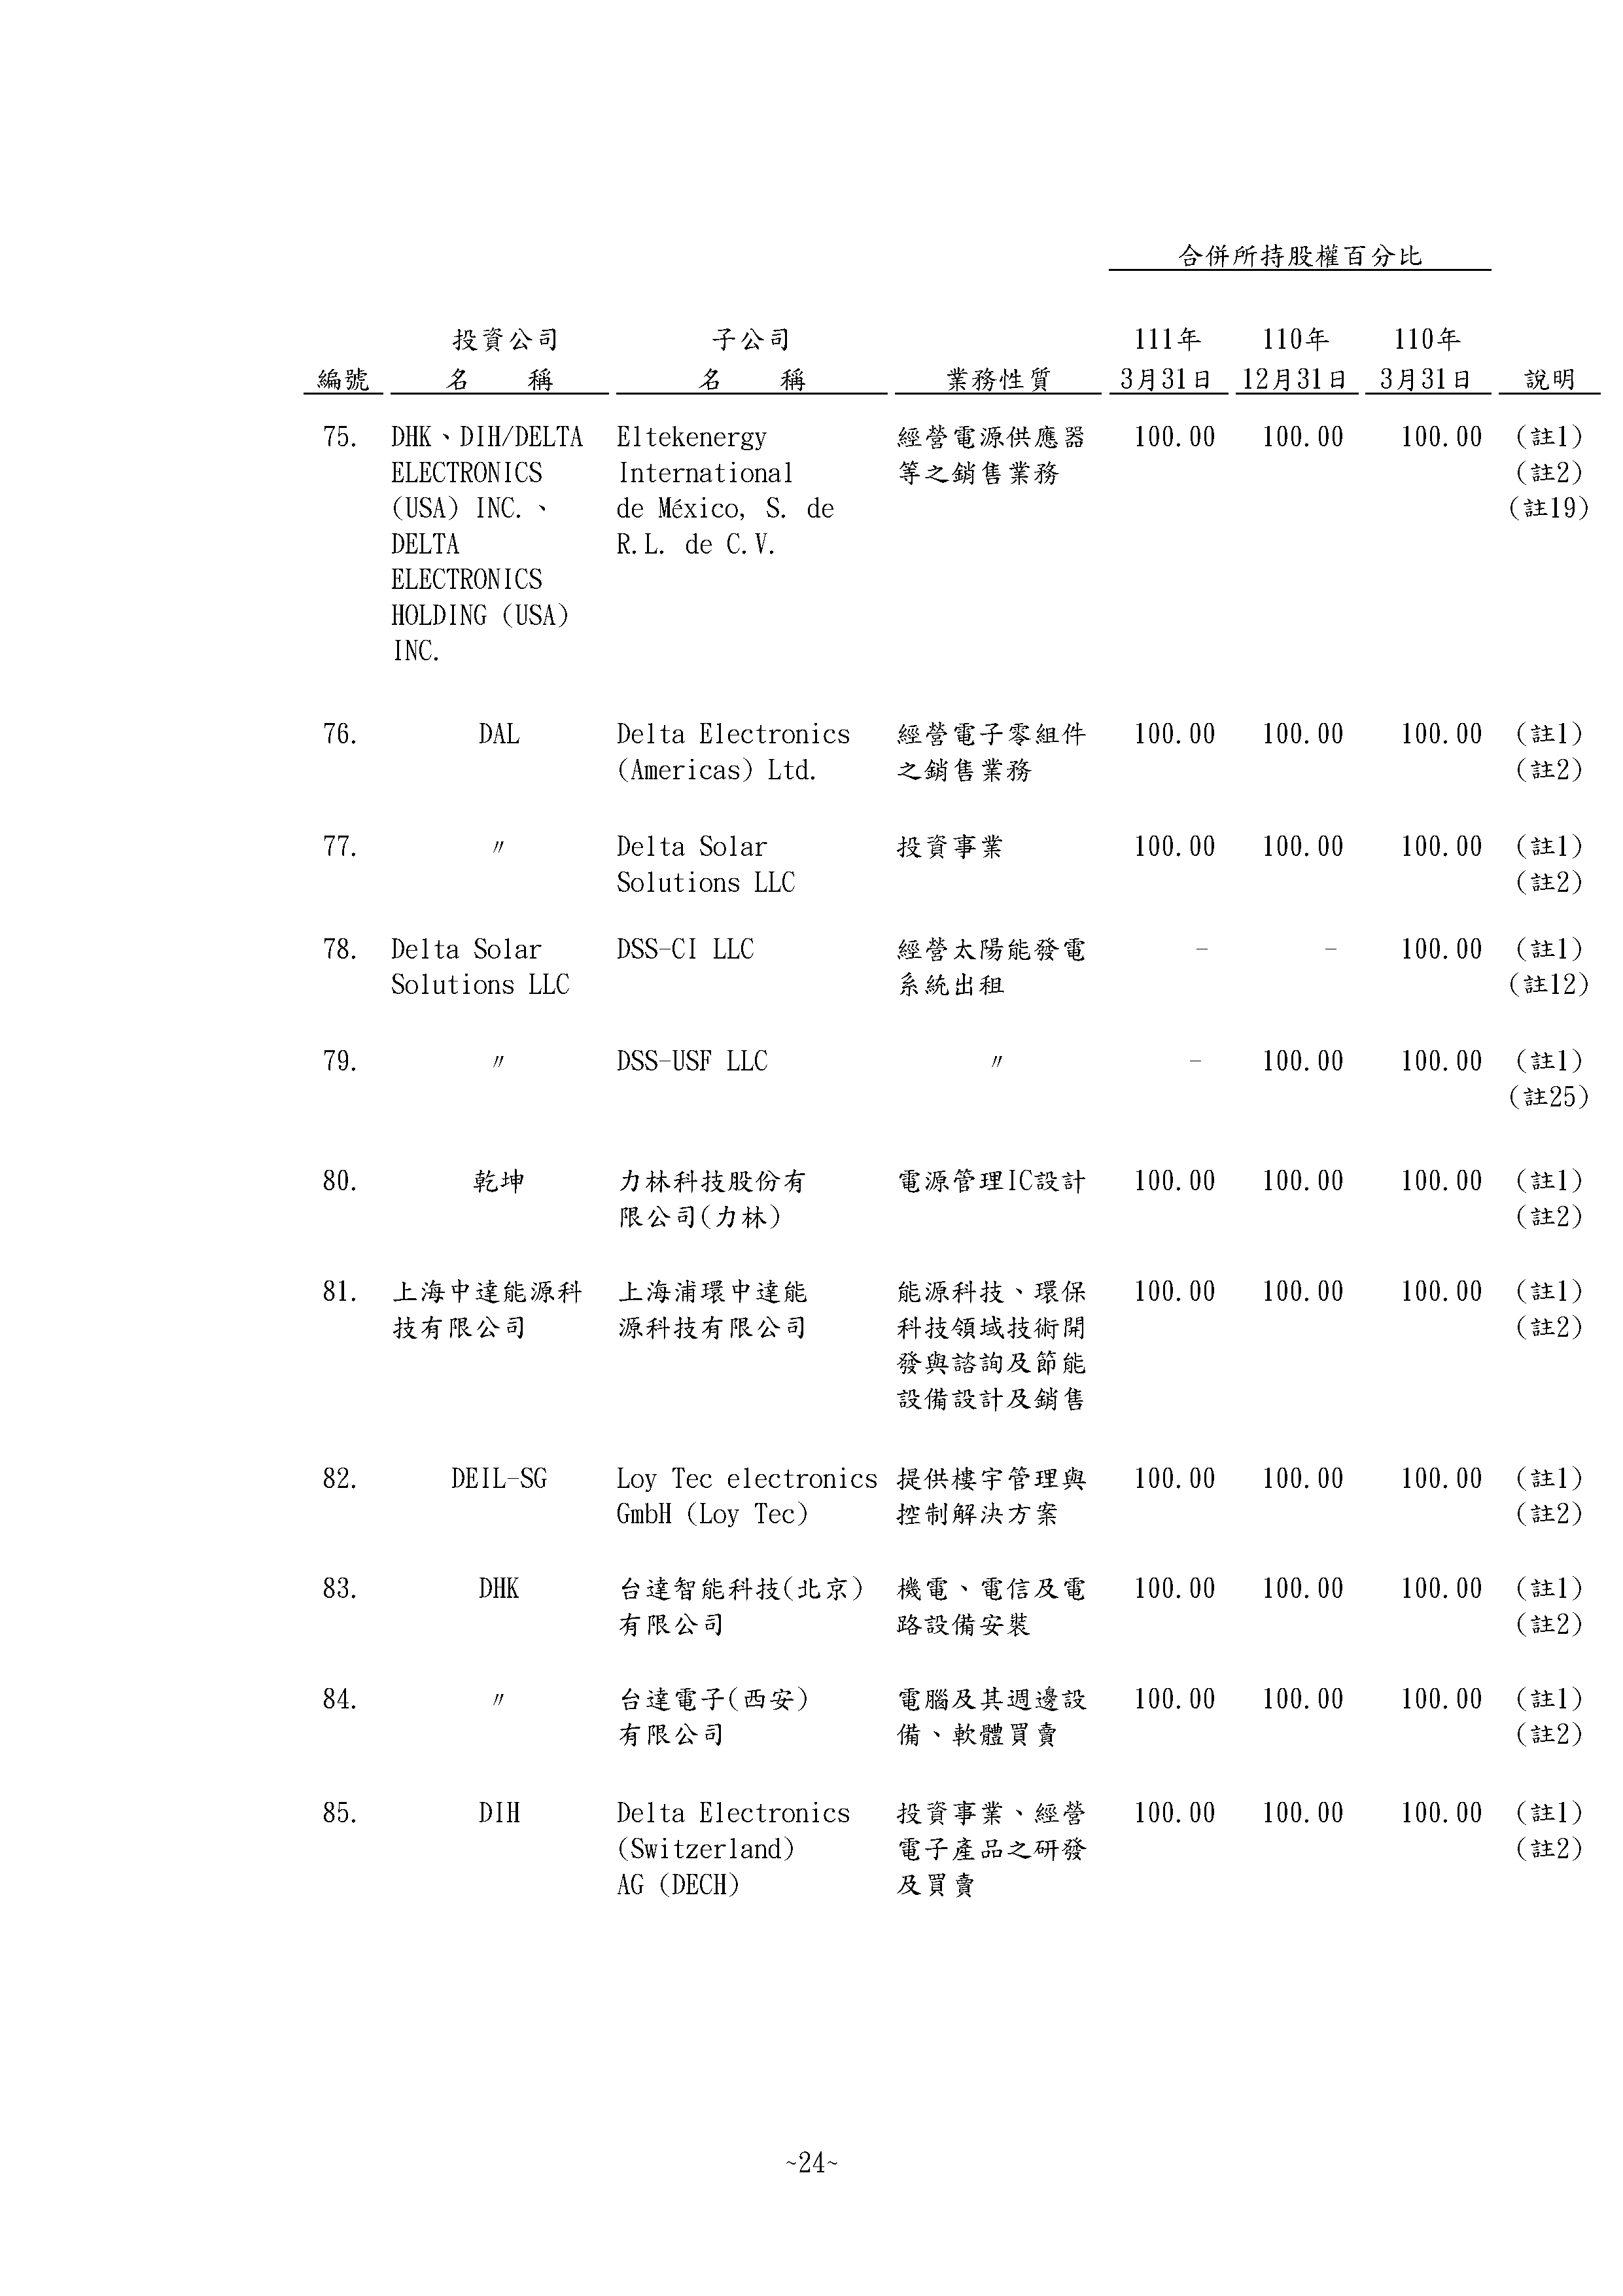 合併所持股權百分比
投資公司 子公司 111年 110年 110年
編號 名 稱 名 稱 業務性質 3月31日 12月31日 3月31日 說明
75. DHK、DIH/DELTA Eltekenergy 經營電源供應器 100.00 100.00 100.00 (註1)
ELECTRONICS International 等之銷售業務 (註2)
(USA) INC.、 de México, S. de (註19)
DELTA R.L. de C.V.
ELECTRONICS
HOLDING (USA)
INC.
76. DAL Delta Electronics 經營電子零組件 100.00 100.00 100.00 (註1)
(Americas) Ltd. 之銷售業務 (註2)
77. 〃 Delta Solar 投資事業 100.00 100.00 100.00 (註1)
Solutions LLC (註2)
78. Delta Solar DSS-CI LLC 經營太陽能發電 - - 100.00 (註1)
Solutions LLC 系統出租 (註12)
79. 〃 DSS-USF LLC 〃 - 100.00 100.00 (註1)
(註25)
80. 乾坤 力林科技股份有 電源管理IC設計 100.00 100.00 100.00 (註1)
限公司(力林) (註2)
81. 上海中達能源科 上海浦環中達能 能源科技、環保 100.00 100.00 100.00 (註1)
技有限公司 源科技有限公司 科技領域技術開 (註2)
發與諮詢及節能
設備設計及銷售
82. DEIL-SG Loy Tec electronics 提供樓宇管理與 100.00 100.00 100.00 (註1)
GmbH (Loy Tec) 控制解決方案 (註2)
83. DHK 台達智能科技(北京) 機電、電信及電 100.00 100.00 100.00 (註1)
有限公司 路設備安裝 (註2)
84. 〃 台達電子(西安) 電腦及其週邊設 100.00 100.00 100.00 (註1)
有限公司 備、軟體買賣 (註2)
85. DIH Delta Electronics 投資事業、經營 100.00 100.00 100.00 (註1)
(Switzerland) 電子產品之研發 (註2)
AG (DECH) 及買賣
~24~